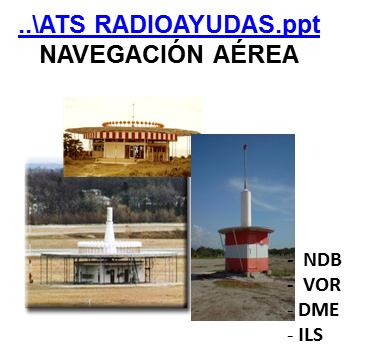 ..\ATS RADIOAYUDAS.ppt
NAVEGACIÓN AÉREA
- NDB
- VOR
- DME
- ILS